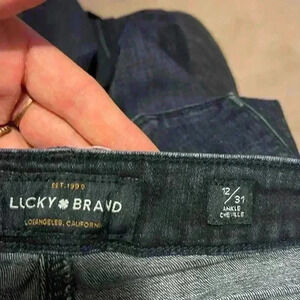 EST. 1990
LUCKY BRAND
LOS ANGELES, CALIFORNIA
12/31
ANKLE
CHEVILLE